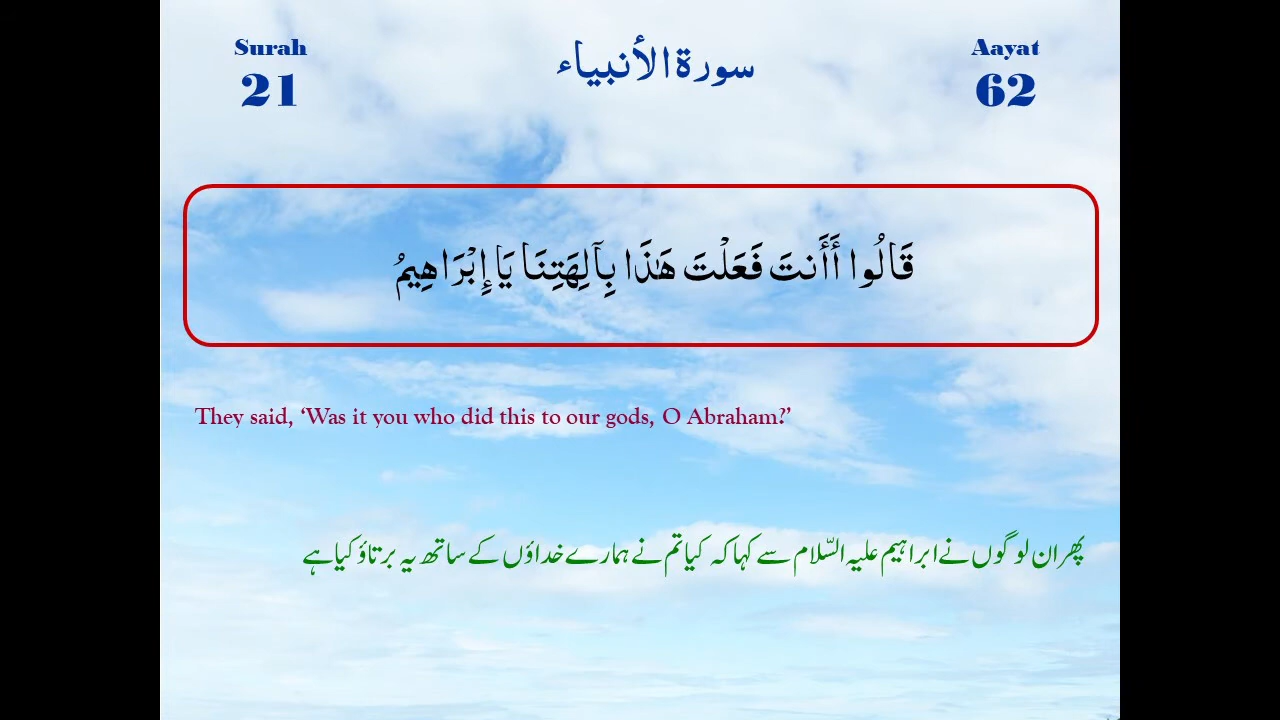 Surah
21
سورة الأنبياء
Aayat
62
قَالُوا أَأَنتَ فَعَلْتَ هَٰذَا بِآلِهَتِنَا يَا إِبْرَاهِيمُ
They said, ‘Was it you who did this to our gods, O Abraham?’
پھر ان لوگوں نے ابراہیم علیہ السّلام سے کہا کہ کیا تم نے ہمارے خداؤں کے ساتھ یہ برتاؤ کیا ہے